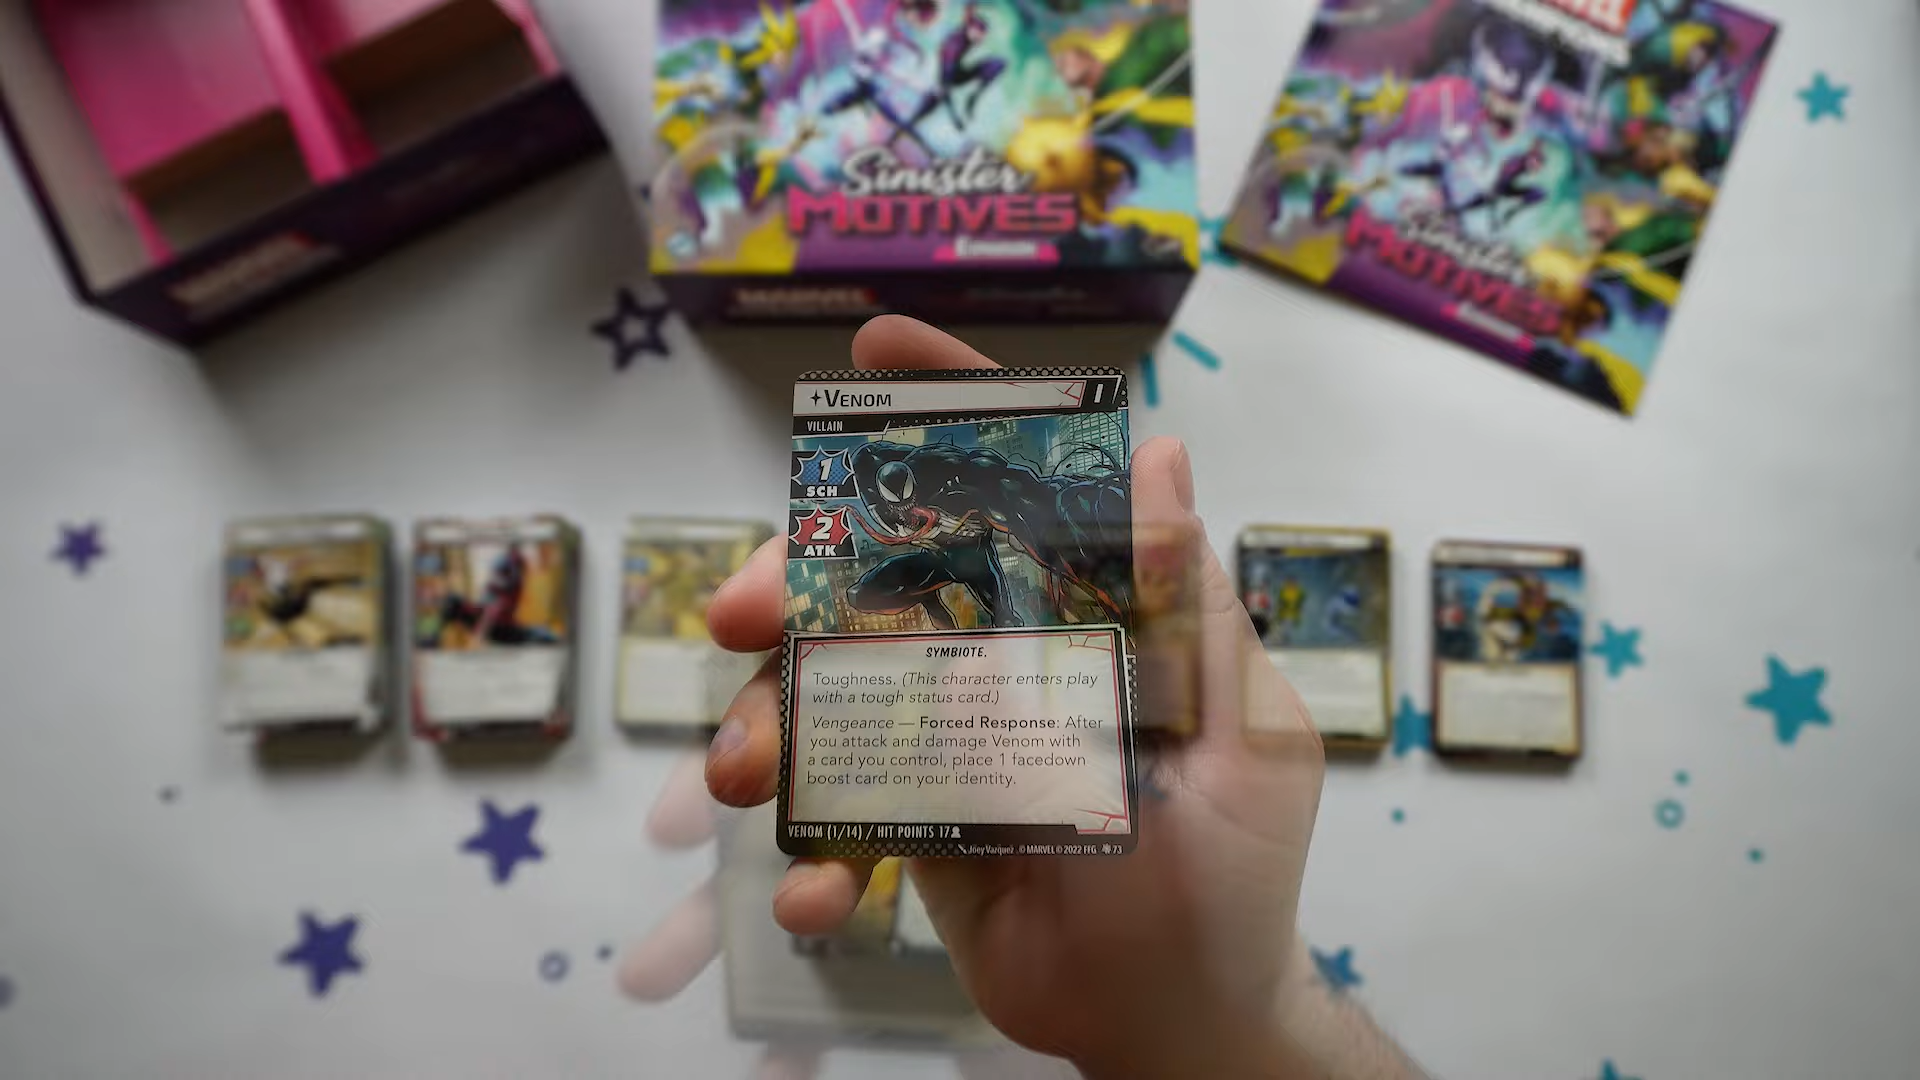 Sinister
MOTIVES
Sinister
MOTIVES
MARVEL
VENOM
I
VILLAIN
1
SCH
2
ATK
SYMBIOTE.
Toughness. (This character enters play
with a tough status card.)
Vengeance — Forced Response: After
you attack and damage Venom with
a card you control, place 1 facedown
boost card on your identity.
VENOM (1/14) / HIT POINTS 17
Joey Vazquez © MARVEL © 2022 FFG 73